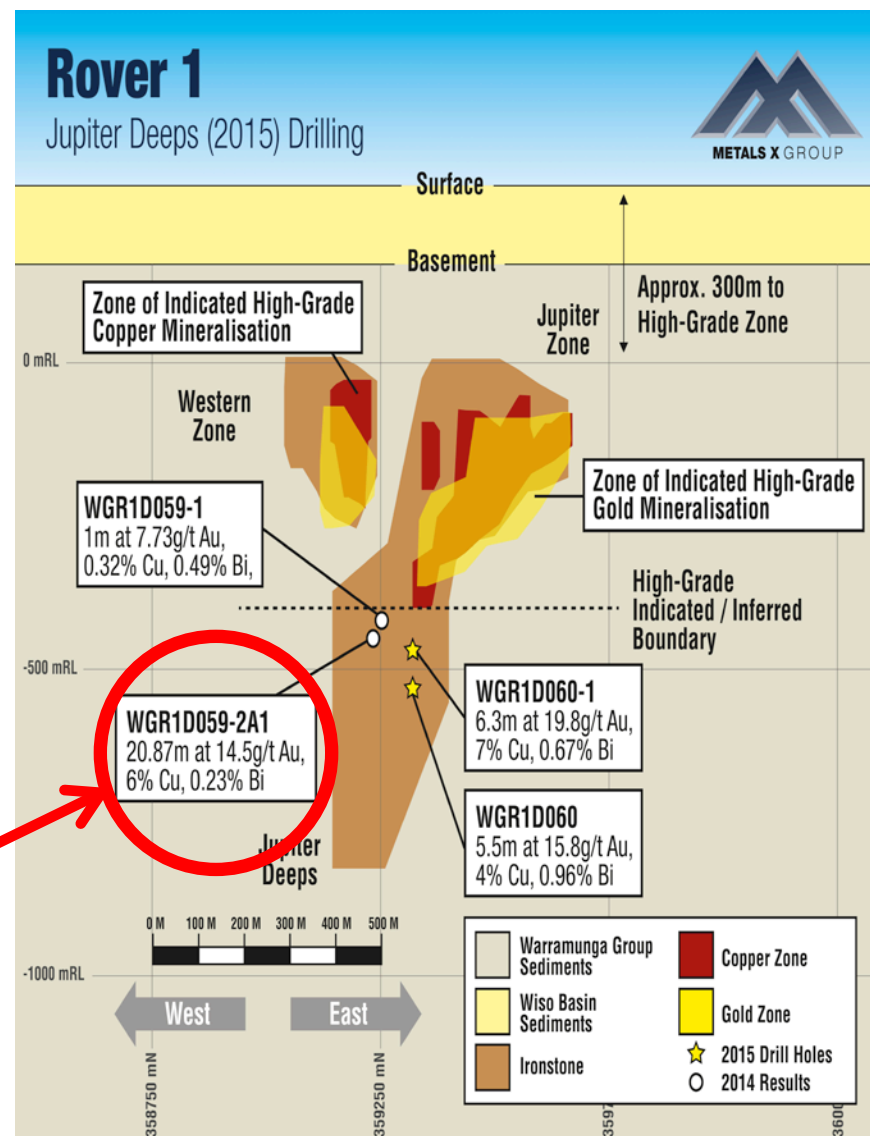 Rover 1
Jupiter Deeps (2015) Drilling
METALS X GROUP
Surface
Basement
Zone of Indicated High-Grade
Copper Mineralisation
Approx. 300m to
High-Grade Zone
Jupiter
Zone
0 mRL
Western
Zone
Zone of Indicated High-Grade
Gold Mineralisation
WGR1D059-1
1m at 7.73g/t Au,
0.32% Cu, 0.49% Bi,
High-Grade
Indicated / Inferred
Boundary
-500 mRL
WGR1D059-2A1
20.87m at 14.5g/t Au,
6% Cu, 0.23% Bi
WGR1D060-1
6.3m at 19.8g/t Au,
7% Cu, 0.67% Bi
WGR1D060
5.5m at 15.8g/t Au,
4% Cu, 0.96% Bi
Jupiter
Deeps
0 M 100 M 200 M 300 M 400 M 500 M
-1000 mRL
West
East
Warramunga Group
Sediments
Wiso Basin
Sediments
Ironstone
Copper Zone
Gold Zone
2015 Drill Holes
2014 Results
358750 mN
359250 mN